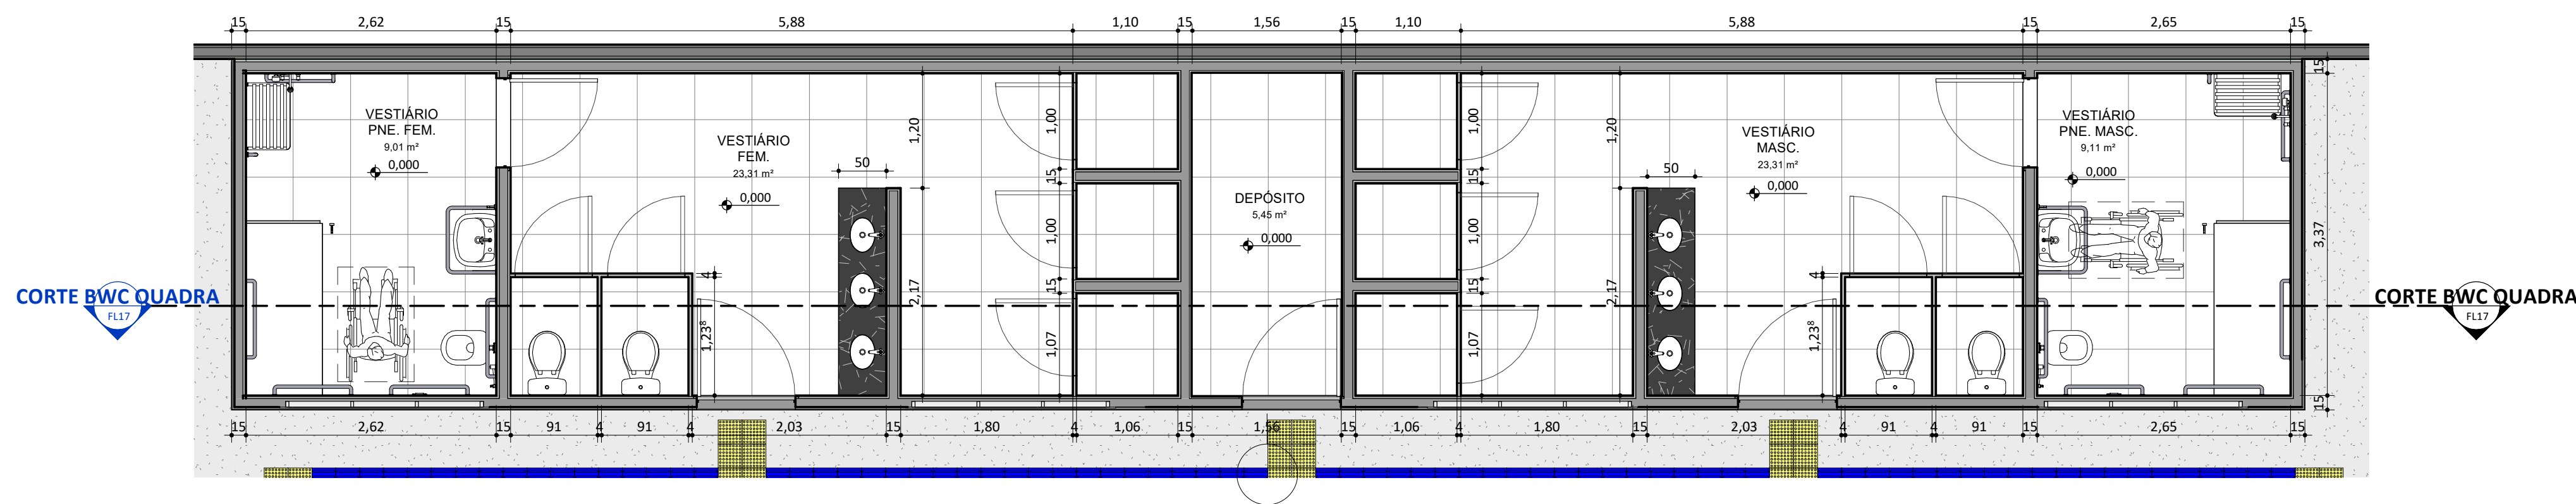 15 2,62 15 5,88 1,10 15 1,56 15 1,10 5,88 15 2,65 15
15
VESTIÁRIO
PNE. FEM.
9,01 m²
0,000
VESTIÁRIO
FEM.
23,31 m²
0,000
1,20
50
2,17
1,00
15
1,00
15
1,07
4
1,23⁸
DEPÓSITO
5,45 m²
0,000
1,00
15
1,00
15
1,07
1,20
50
2,17
VESTIÁRIO
MASC.
23,31 m²
0,000
4
1,23⁸
VESTIÁRIO
PNE. MASC.
9,11 m²
0,000
3,37
15
CORTE BWC QUADRA
FL17
CORTE BWC QUADRA
FL17
15 2,62 15 91 4 91 4 2,03 15 1,80 4 1,06 15 1,56 15 1,06 4 1,80 15 2,03 4 91 4 91 15 2,65 15